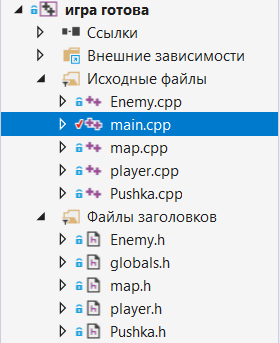 игра готова
Ссылки
Внешние зависимости
Исходные файлы
Enemy.cpp
main.cpp
map.cpp
player.cpp
Pushka.cpp
Файлы заголовков
Enemy.h
globals.h
map.h
player.h
Pushka.h